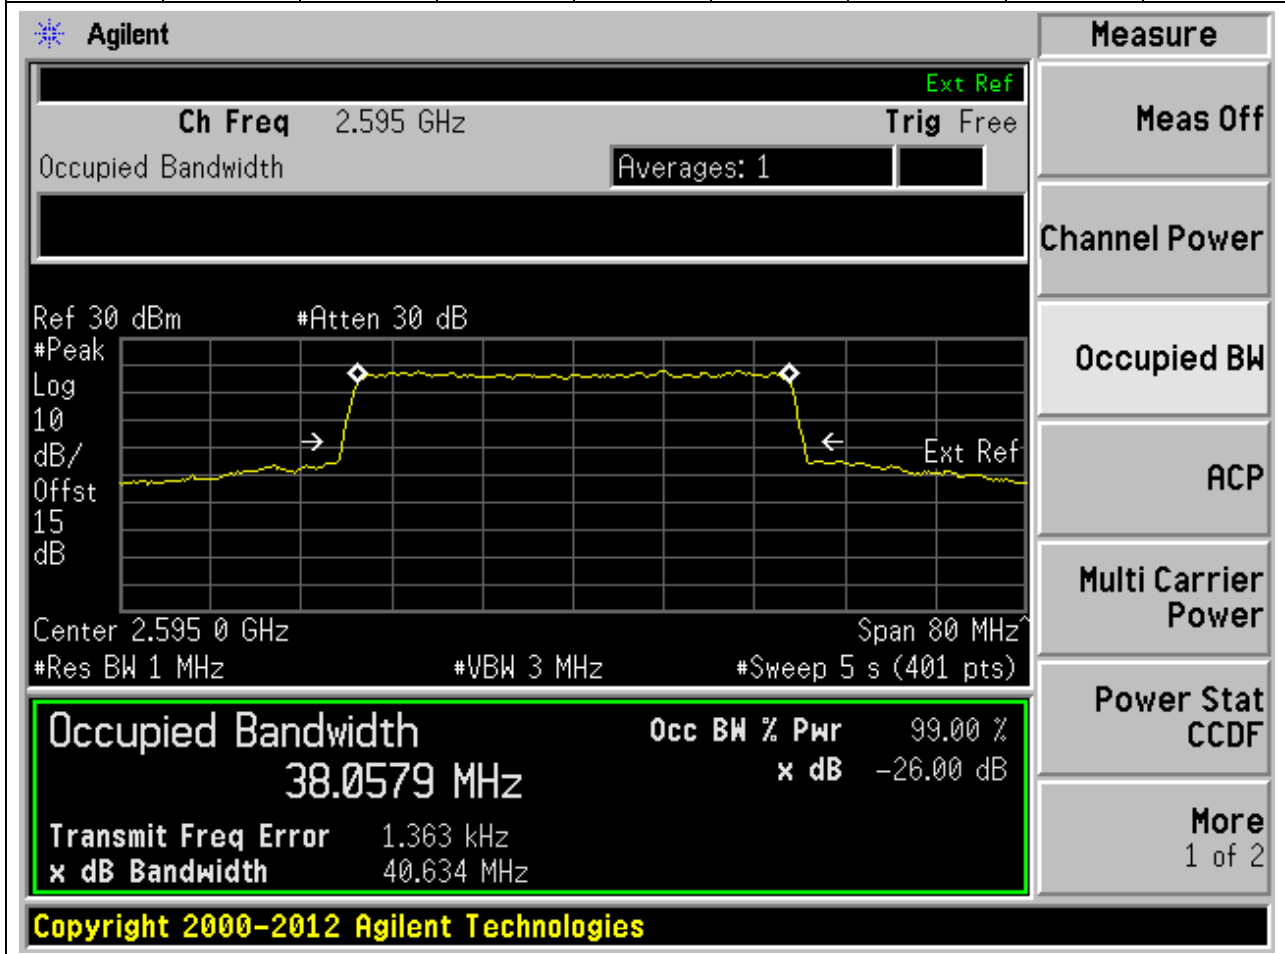 Agilent
Measure
Ext Ref
Ch Freq 2.595 GHz Trig Free
Occupied Bandwidth Averages: 1
Ref 30 dBm #Atten 30 dB
#Peak
Log
10
dB/
Offst
15
dB
Ext Ref
Center 2.595 0 GHz Span 80 MHz^
#Res BW 1 MHz #VBW 3 MHz #Sweep 5 s (401 pts)
Occupied Bandwidth Occ BW % Pwr 99.00 %
38.0579 MHz x dB -26.00 dB
Transmit Freq Error 1.363 kHz
x dB Bandwidth 40.634 MHz
Meas Off
Channel Power
Occupied BW
ACP
Multi Carrier
Power
Power Stat
CCDF
More
1 of 2
Copyright 2000-2012 Agilent Technologies